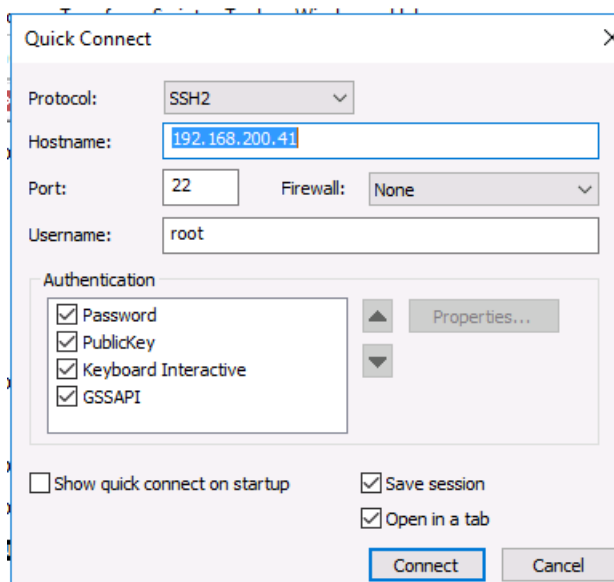 Quick Connect
Protocol: SSH2
Hostname: 192.168.200.41
Port: 22 Firewall: None
Username: root
Authentication
Password
PublicKey
Keyboard Interactive
GSSAPI
Properties...
Show quick connect on startup
Save session
Open in a tab
Connect Cancel